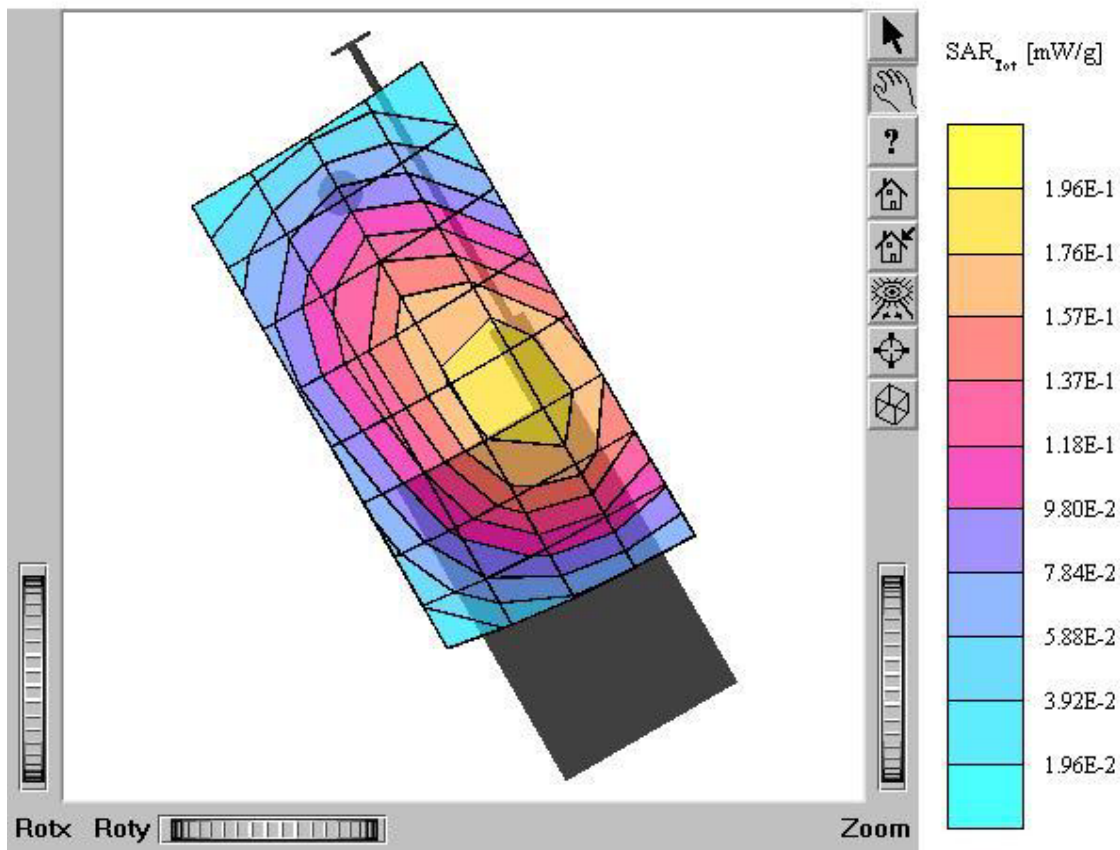 SAR_Tot [mW/g]
?
1.96E-1
1.76E-1
1.57E-1
1.37E-1
1.18E-1
9.80E-2
7.84E-2
5.88E-2
3.92E-2
1.96E-2
Rotx Roty Zoom